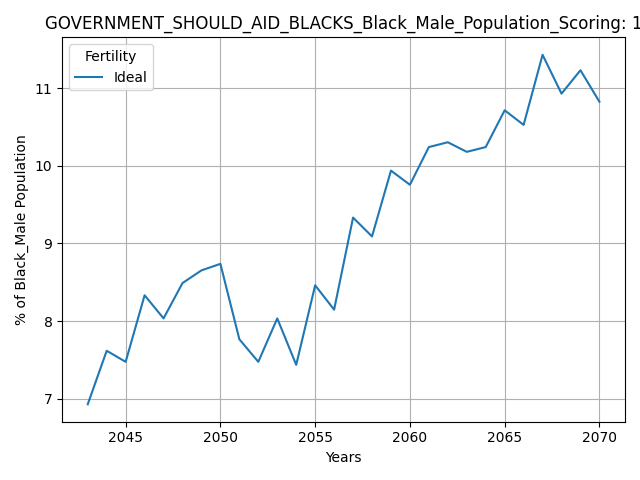 GOVERNMENT_SHOULD_AID_BLACKS_Black_Male_Population_Scoring: 1
Fertility
Ideal
% of Black_Male Population
11
10
9
8
7
2045 2050 2055 2060 2065 2070
Years